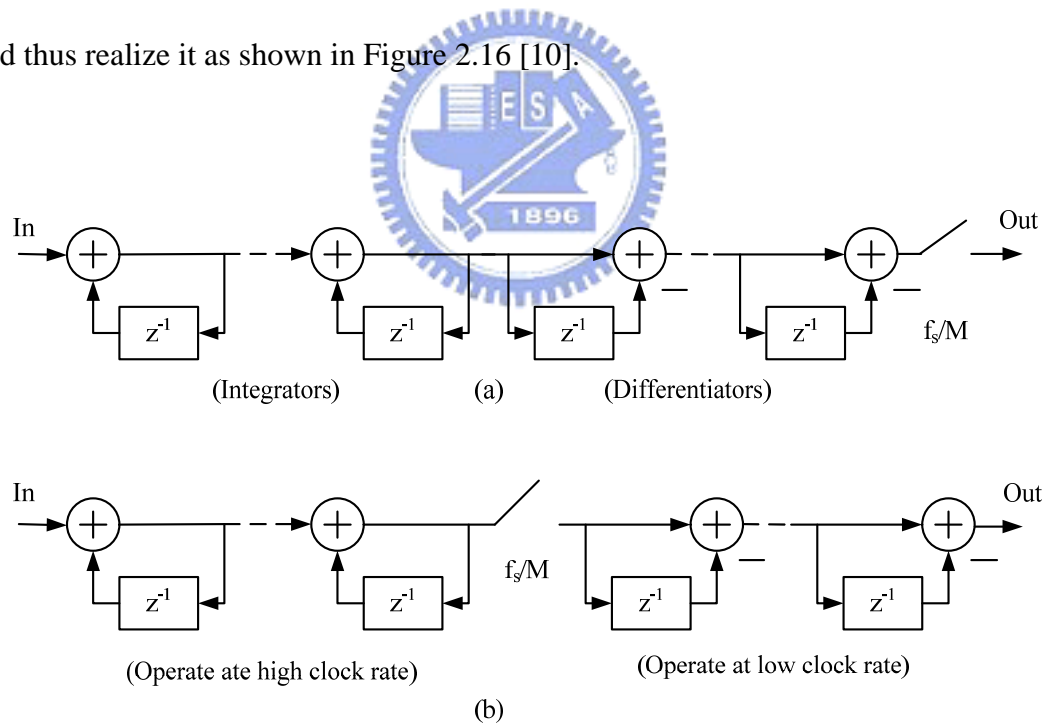 d thus realize it as shown in Figure 2.16 [10].
E S A
1896
In
Out
+ + + +
z⁻¹ z⁻¹ z⁻¹ z⁻¹
fₛ/M
(Integrators) (a) (Differentiators)
In
Out
+ + + +
fₛ/M
z⁻¹ z⁻¹ z⁻¹ z⁻¹
(Operate ate high clock rate) (Operate at low clock rate)
(b)